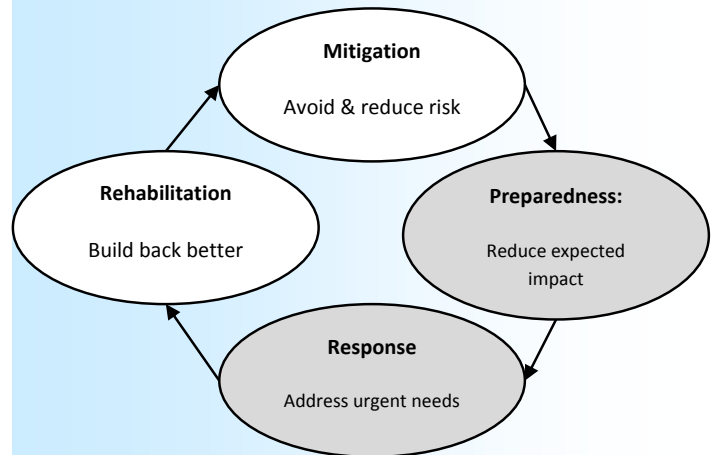 Mitigation
Avoid & reduce risk
Rehabilitation
Build back better
Preparedness:
Reduce expected
impact
Response
Address urgent needs